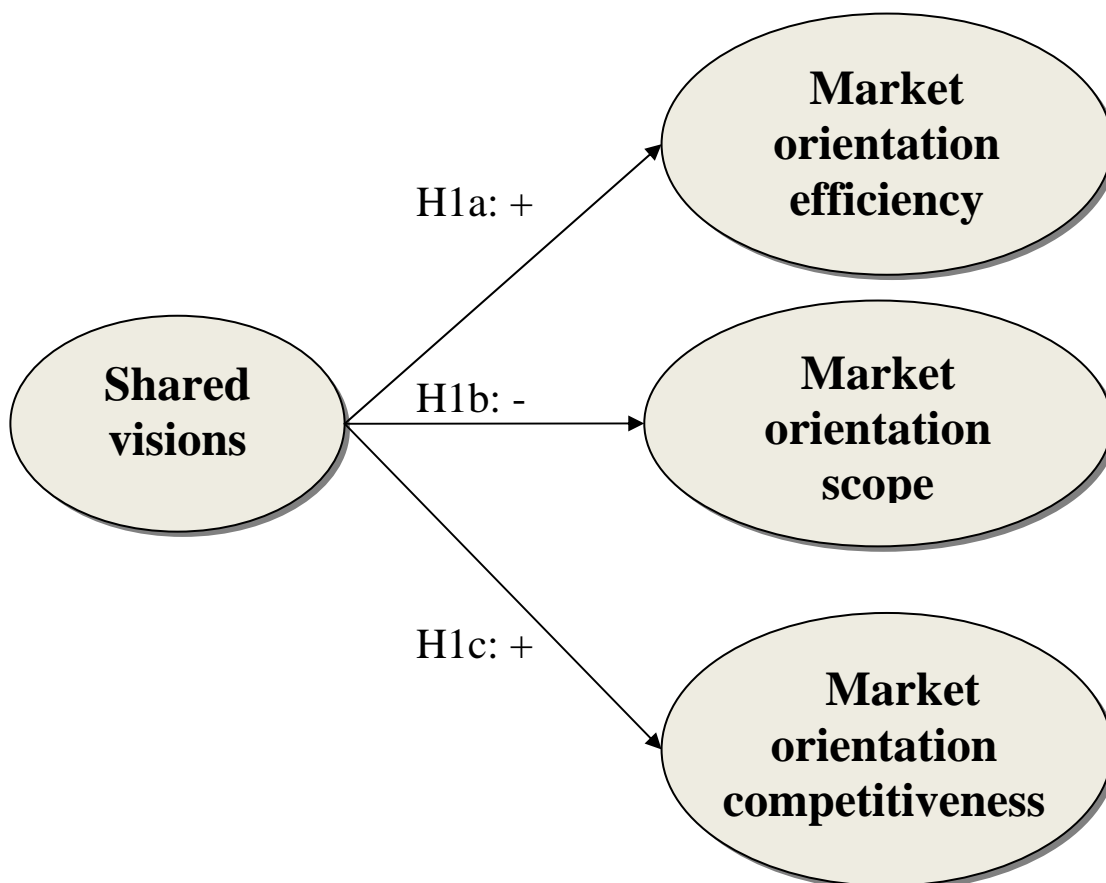 Market
orientation
efficiency
H1a: +
Shared
visions
H1b: -
Market
orientation
scope
H1c: +
Market
orientation
competitiveness